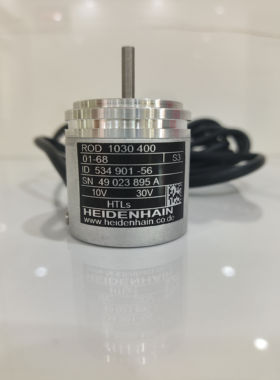 ROD 1030 400
01-68 S3
ID 534 901 -56
SN 49 023 895 A
10V 30V
HTLs
HEIDENHAIN
www.heidenhain.co.de